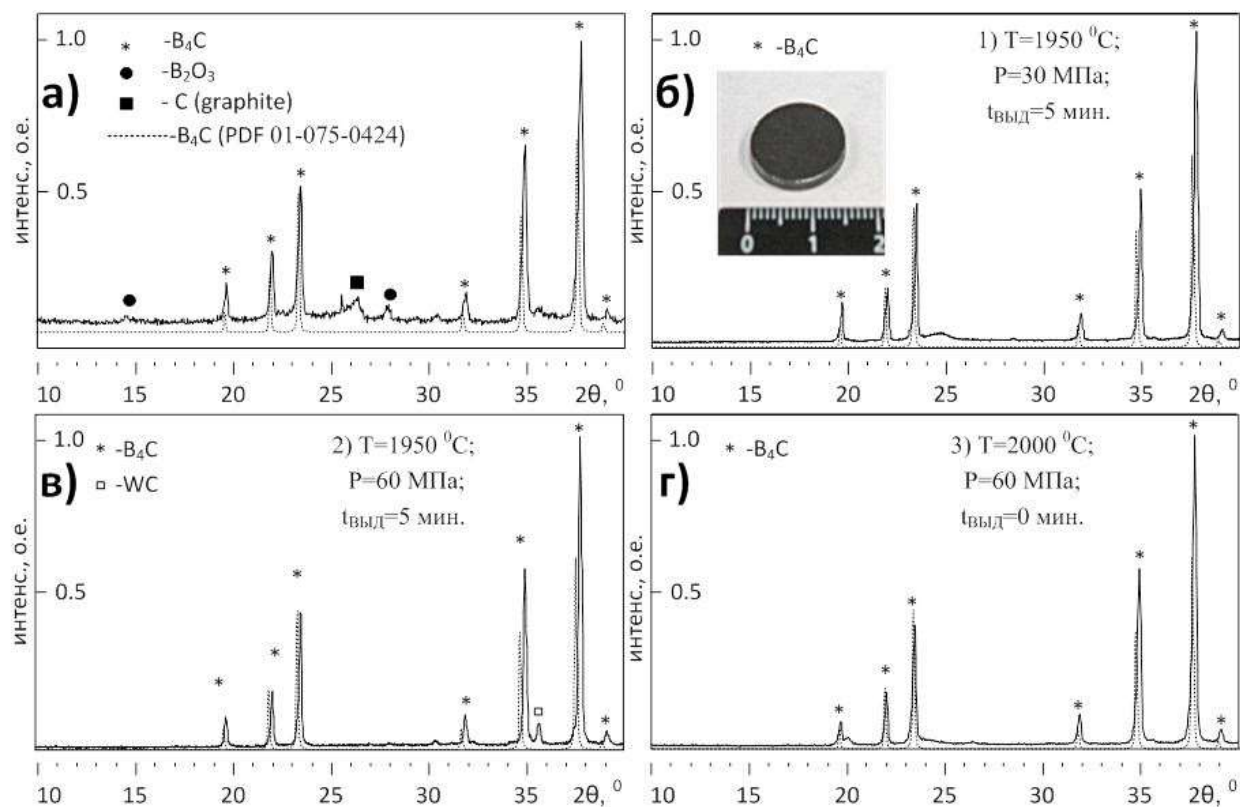 а)
1.0
0.5
интенс., о.е.
* -B₄C
● -B₂O₃
■ - C (graphite)
-B₄C (PDF 01-075-0424)
* * * * * * *
10 15 20 25 30 35 2θ, ⁰
б)
1.0
0.5
интенс., о.е.
* -B₄C
1) T=1950 ⁰C;
P=30 МПа;
tВЫД=5 мин.
0 1 2
* * * * * * *
10 15 20 25 30 35 2θ, ⁰
в)
1.0
0.5
интенс., о.е.
* -B₄C
□ -WC
2) T=1950 ⁰C;
P=60 МПа;
tВЫД=5 мин.
* * * * * * *
10 15 20 25 30 35 2θ, ⁰
г)
1.0
0.5
интенс., о.е.
* -B₄C
3) T=2000 ⁰C;
P=60 МПа;
tВЫД=0 мин.
* * * * * * *
10 15 20 25 30 35 2θ, ⁰